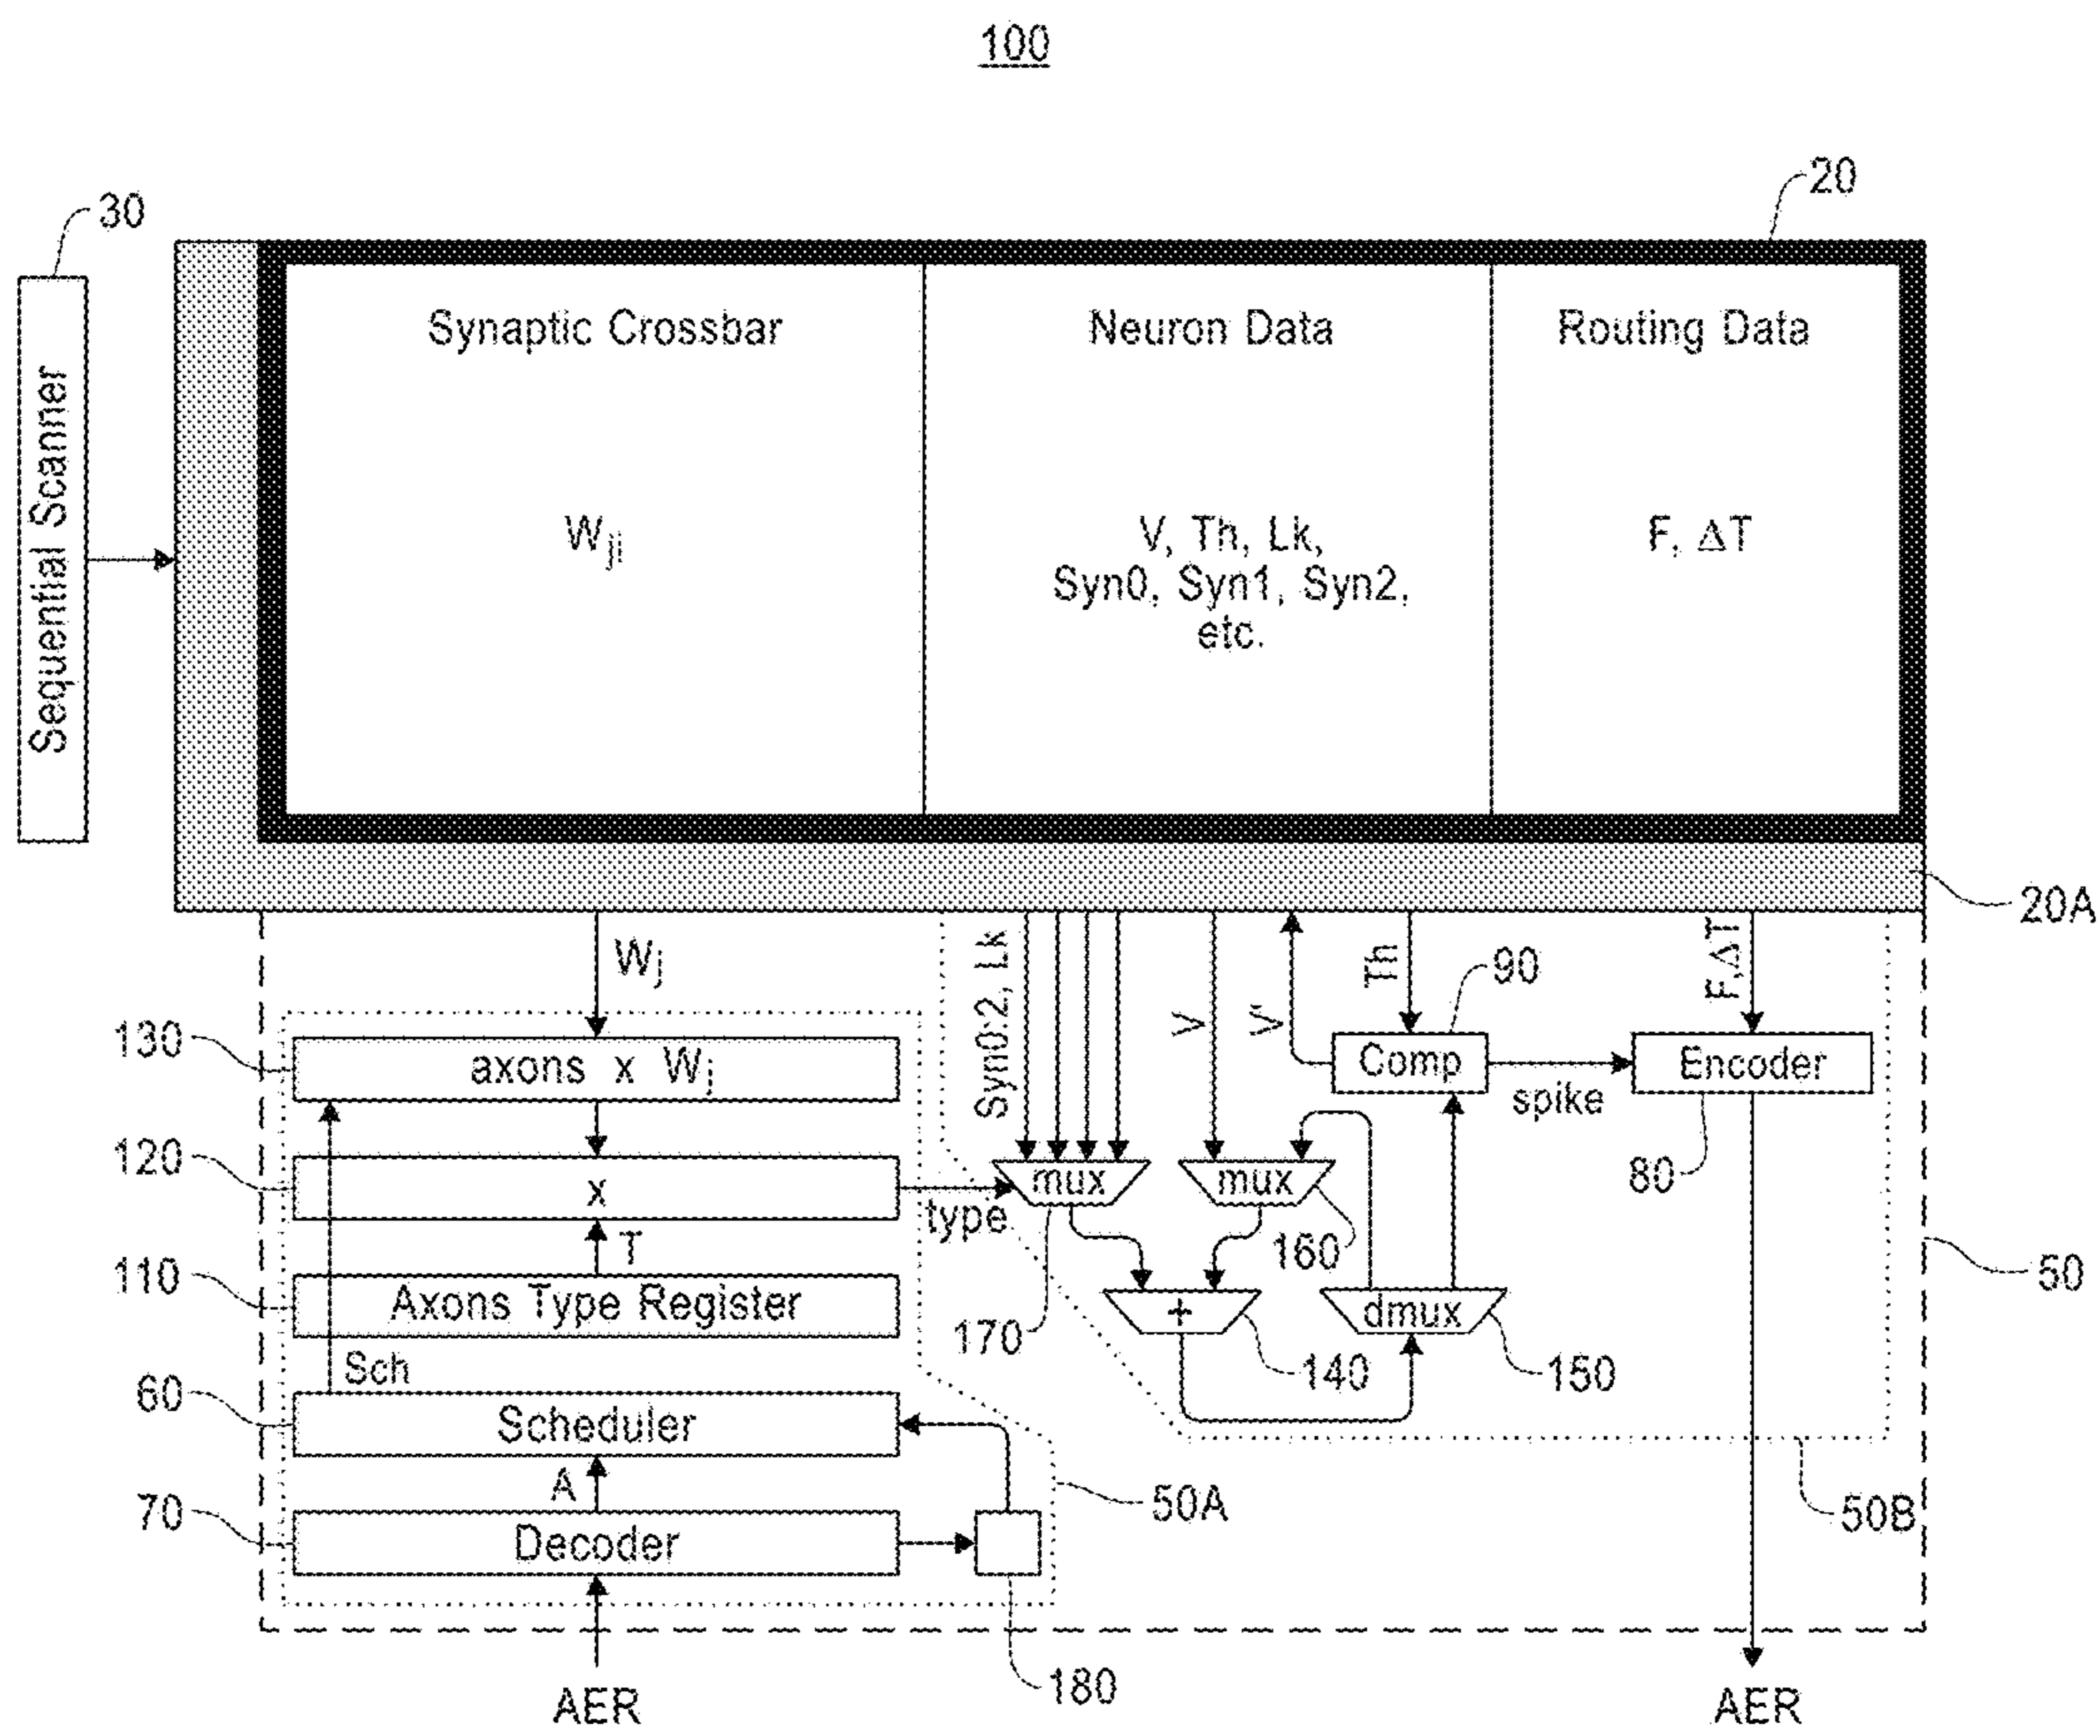 100
20
30
Sequential Scanner
Synaptic Crossbar
Neuron Data
Routing Data
Wji
V, Th, Lk,
Syn0, Syn1, Syn2,
etc.
F, ΔT
20A
Wj
Syn0:2, Lk
V
V'
Th
F,ΔT
90
130
axons x Wj
Comp
spike
Encoder
80
120
x
type
mux
mux
160
T
110
Axons Type Register
170
+
140
dmux
150
50
Sch
60
Scheduler
A
50A
50B
70
Decoder
180
AER
AER